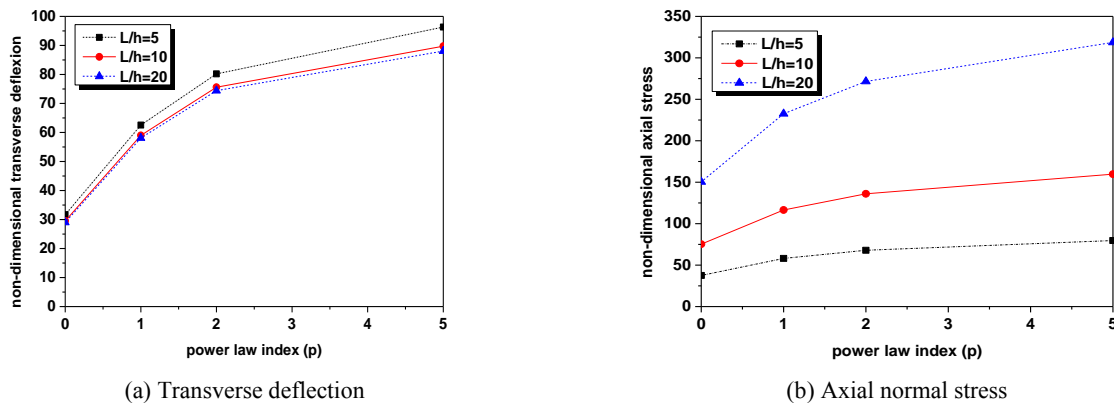 100
90
80
70
60
50
40
30
20
10
0
non-dimensional transverse deflexion
L/h=5
L/h=10
L/h=20
0 1 2 3 4 5
power law index (p)
(a) Transverse deflection
350
300
250
200
150
100
50
0
non-dimensional axial stress
L/h=5
L/h=10
L/h=20
0 1 2 3 4 5
power law index (p)
(b) Axial normal stress